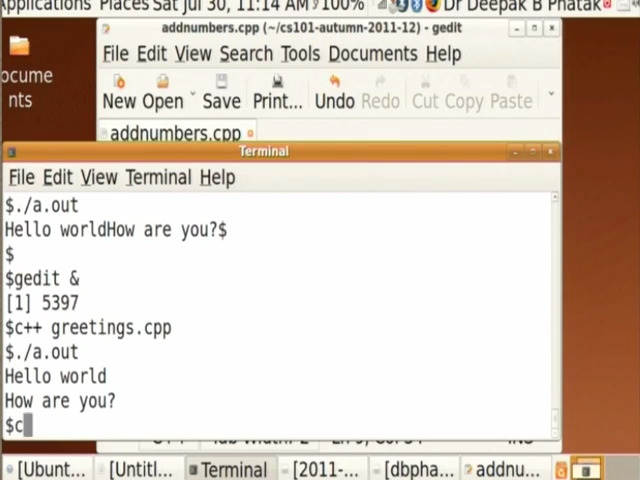 Applications Places Sat Jul 30, 11:14 AM 100% Dr Deepak B Phatak
addnumbers.cpp (~/cs101-autumn-2011-12) - gedit
File Edit View Search Tools Documents Help
ocume
nts
New Open Save Print... Undo Redo Cut Copy Paste
addnumbers.cpp
Terminal
File Edit View Terminal Help
$./a.out
Hello worldHow are you?$
$
$gedit &
[1] 5397
$c++ greetings.cpp
$./a.out
Hello world
How are you?
$c
[Ubunt... [Untitl... Terminal [2011-... [dbpha... addnu...